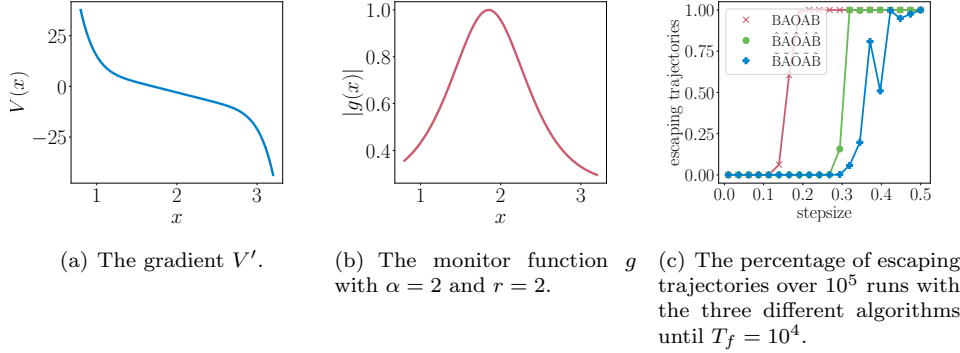 25
0
−25
V(x)
1
2
3
x
1.0
0.8
0.6
0.4
|g(x)|
1
2
3
x
1.00
0.75
0.50
0.25
0.00
escaping trajectories
BAOAB
B̂ÂÔÂB̂
B̃ÃÕÃB̃
0.0
0.1
0.2
0.3
0.4
0.5
stepsize
(a) The gradient V′.
(b) The monitor function g
with α = 2 and r = 2.
(c) The percentage of escaping
trajectories over 10⁵ runs with
the three different algorithms
until T_f = 10⁴.